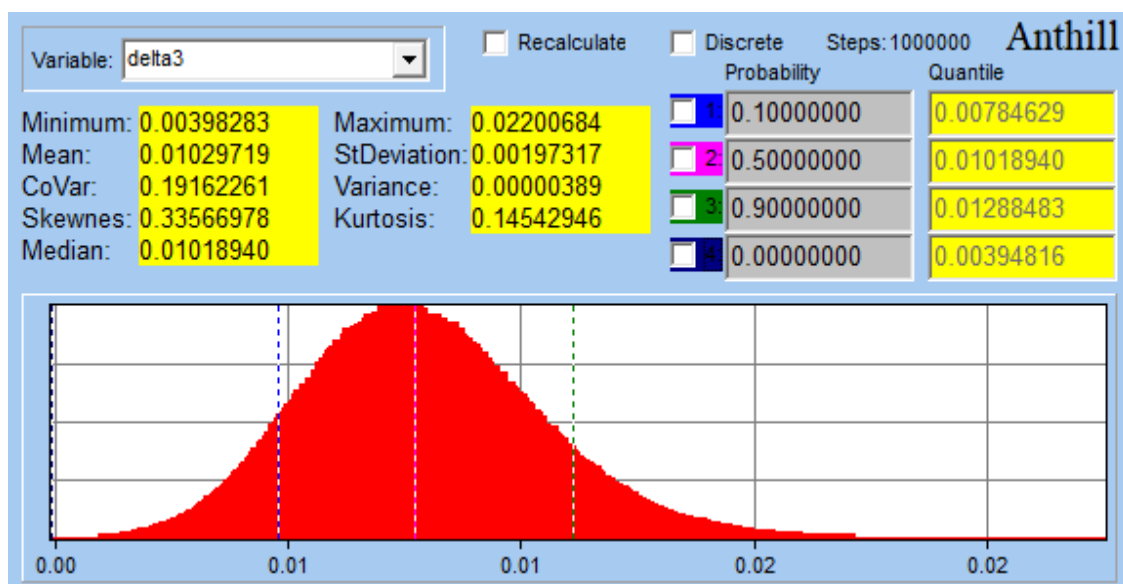 Variable: delta3
Recalculate
Discrete Steps:1000000 Anthill
Probability Quantile
Minimum: 0.00398283 Maximum: 0.02200684
Mean: 0.01029719 StDeviation: 0.00197317
CoVar: 0.19162261 Variance: 0.00000389
Skewnes: 0.33566978 Kurtosis: 0.14542946
Median: 0.01018940
1: 0.10000000 0.00784629
2: 0.50000000 0.01018940
3: 0.90000000 0.01288483
4: 0.00000000 0.00394816
0.00 0.01 0.01 0.02 0.02